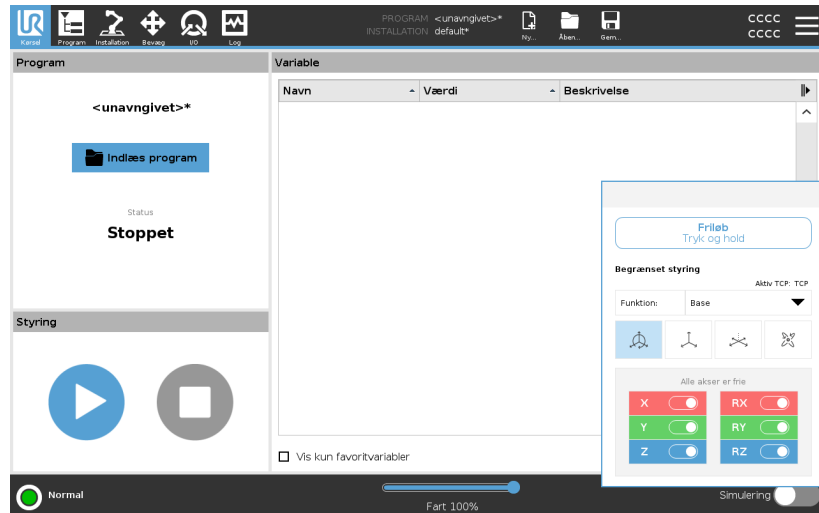 UR
Kørsel
Program
Installation
Bevæg
I/O
Log
PROGRAM <unavngivet>*
INSTALLATION default*
Ny...
Åben...
Gem...
cccc
cccc
Program
<unavngivet>*
Indlæs program
Status
Stoppet
Styring
Variable
Navn
Værdi
Beskrivelse
Vis kun favoritvariabler
Friløb
Tryk og hold
Begrænset styring
Aktiv TCP: TCP
Funktion: Base
Alle akser er frie
X RX
Y RY
Z RZ
Normal
Fart 100%
Simulering